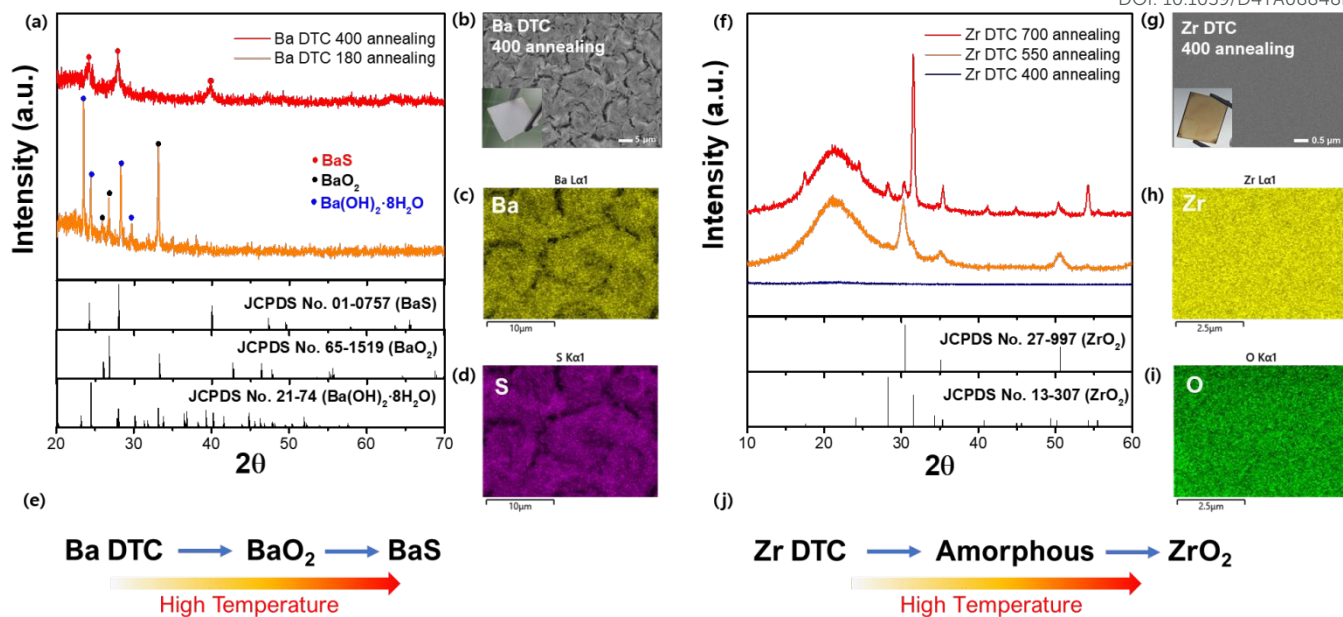 DOI: 10.1039/D4TA08848
(a)
Intensity (a.u.)
Ba DTC 400 annealing
Ba DTC 180 annealing
BaS
BaO₂
Ba(OH)₂·8H₂O
JCPDS No. 01-0757 (BaS)
JCPDS No. 65-1519 (BaO₂)
JCPDS No. 21-74 (Ba(OH)₂·8H₂O)
20 30 40 50 60 70
2θ
(b)
Ba DTC
400 annealing
5 μm
(c)
Ba Lα1
Ba
10μm
(d)
S Kα1
S
10μm
(e)
Ba DTC
BaO₂
BaS
High Temperature
(f)
Intensity (a.u.)
Zr DTC 700 annealing
Zr DTC 550 annealing
Zr DTC 400 annealing
JCPDS No. 27-997 (ZrO₂)
JCPDS No. 13-307 (ZrO₂)
10 20 30 40 50 60
2θ
(g)
Zr DTC
400 annealing
0.5 μm
(h)
Zr Lα1
Zr
2.5μm
(i)
O Kα1
O
2.5μm
(j)
Zr DTC
Amorphous
ZrO₂
High Temperature